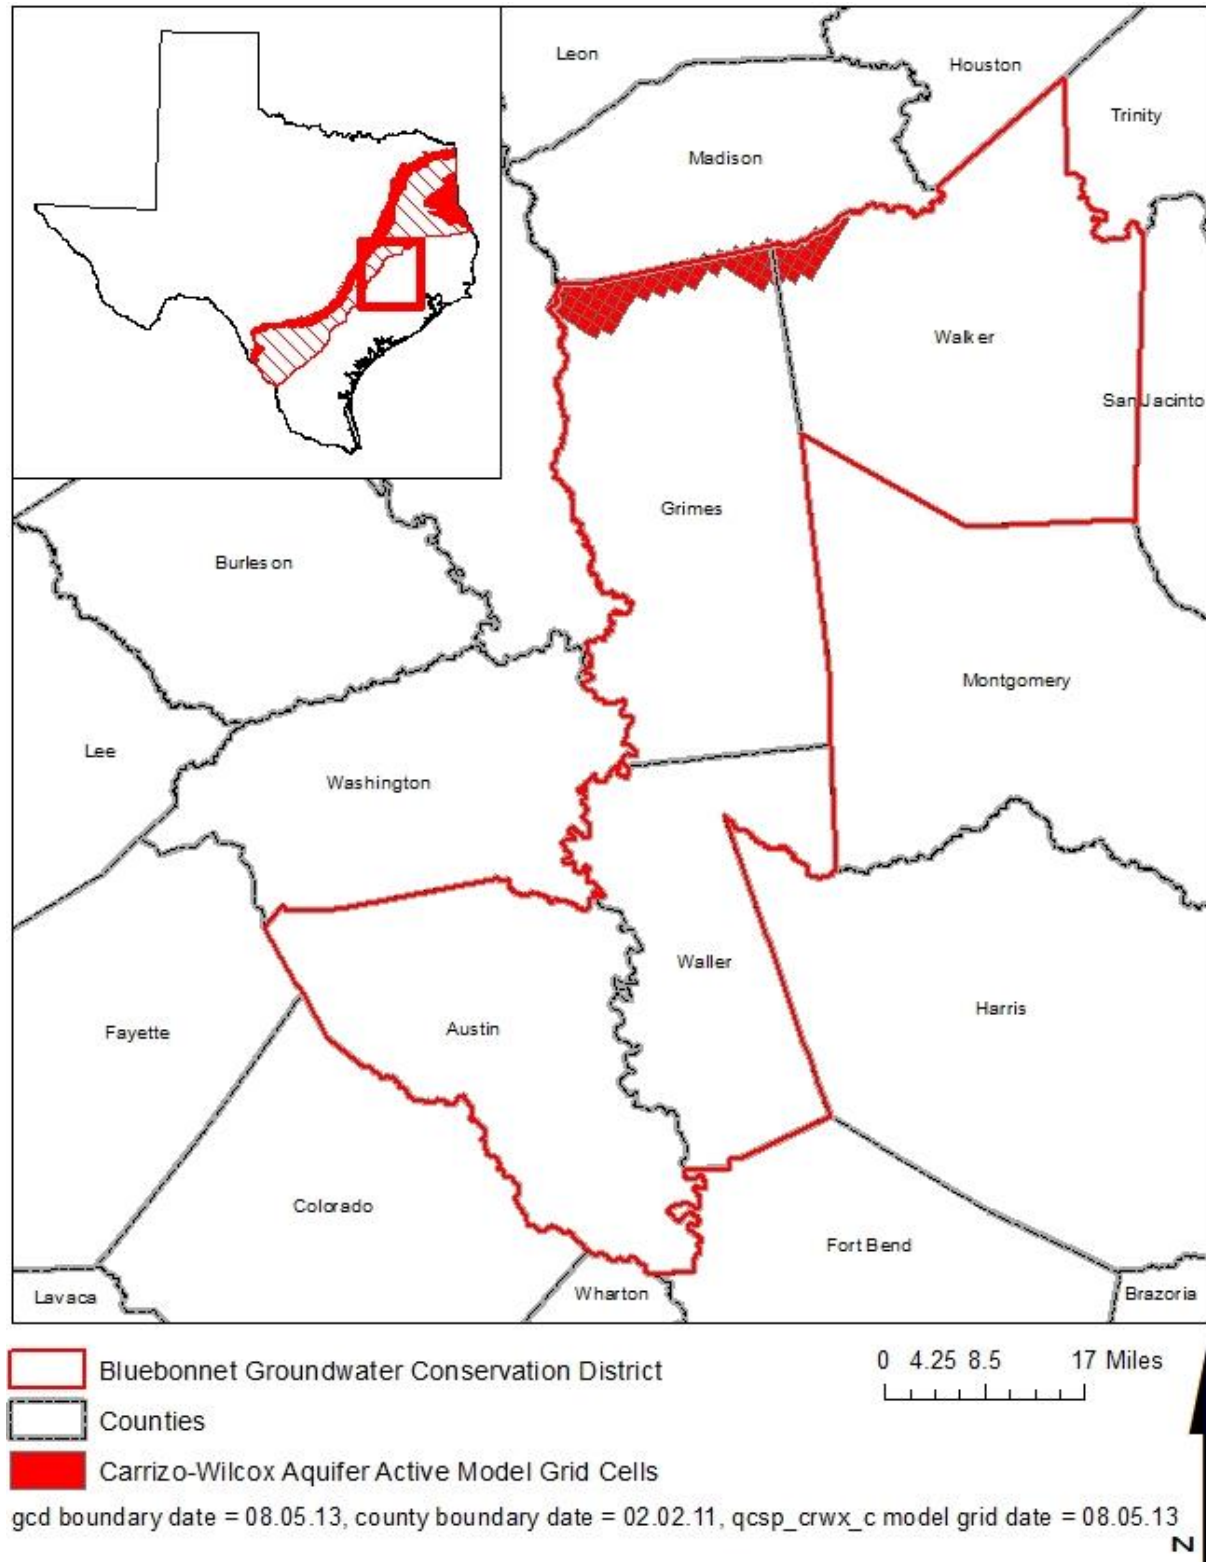 Leon
Houston
Trinity
Madison
Walker
San Jacinto
Grimes
Burleson
Montgomery
Lee
Washington
Waller
Harris
Fayette
Austin
Colorado
Fort Bend
Lavaca
Wharton
Brazoria
Bluebonnet Groundwater Conservation District
0 4.25 8.5 17 Miles
Counties
Carrizo-Wilcox Aquifer Active Model Grid Cells
gcd boundary date = 08.05.13, county boundary date = 02.02.11, qcsp_crwx_c model grid date = 08.05.13
N